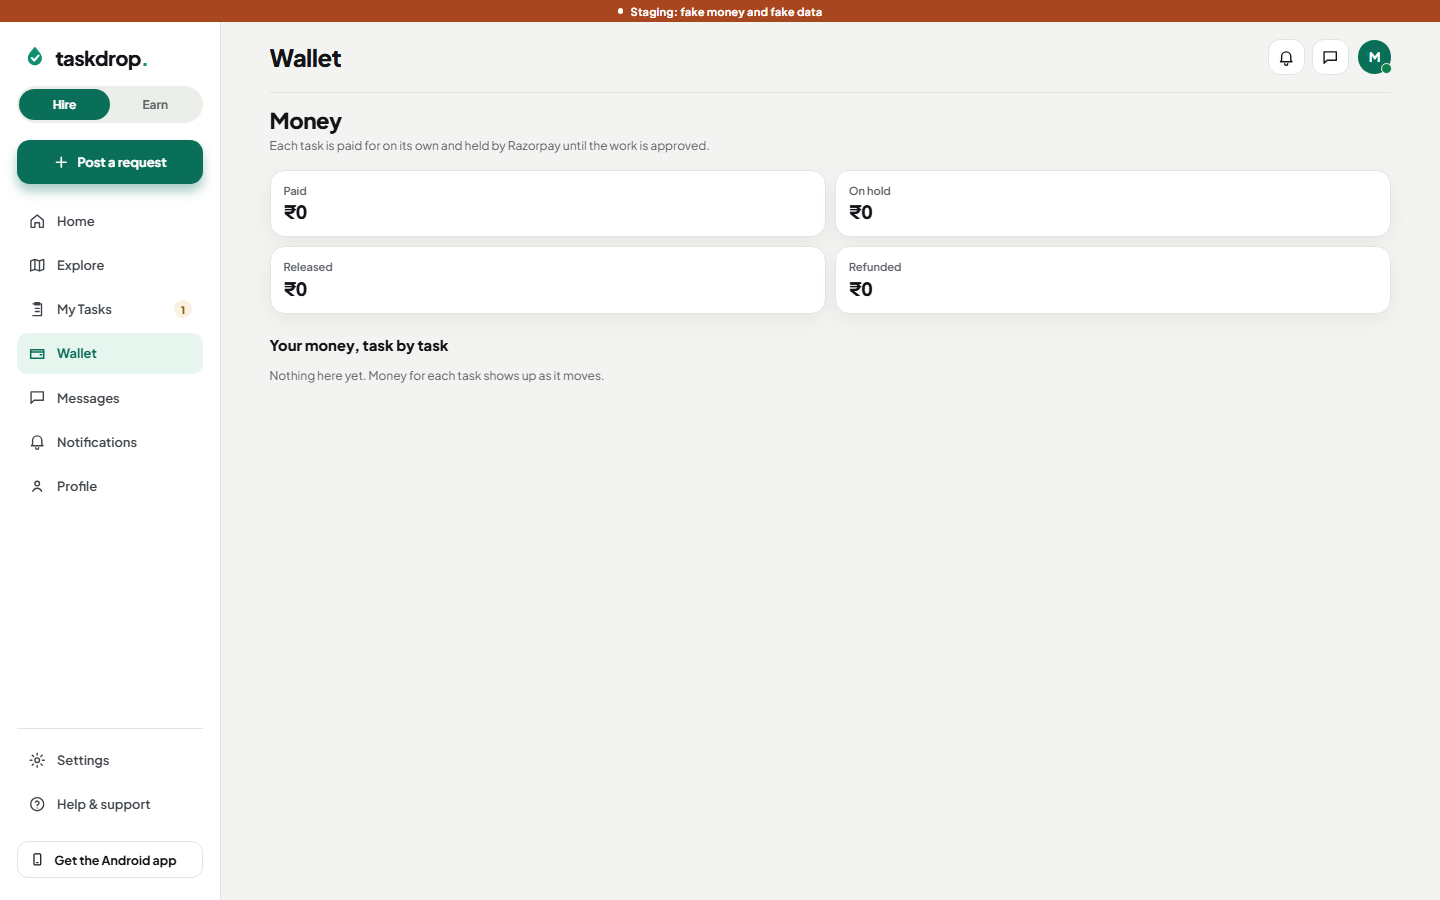 Staging: fake money and fake data
taskdrop.
Hire
Earn
Post a request
Home
Explore
My Tasks
1
Wallet
Messages
Notifications
Profile
Settings
Help & support
Get the Android app
Wallet
M
Money
Each task is paid for on its own and held by Razorpay until the work is approved.
Paid
₹0
On hold
₹0
Released
₹0
Refunded
₹0
Your money, task by task
Nothing here yet. Money for each task shows up as it moves.